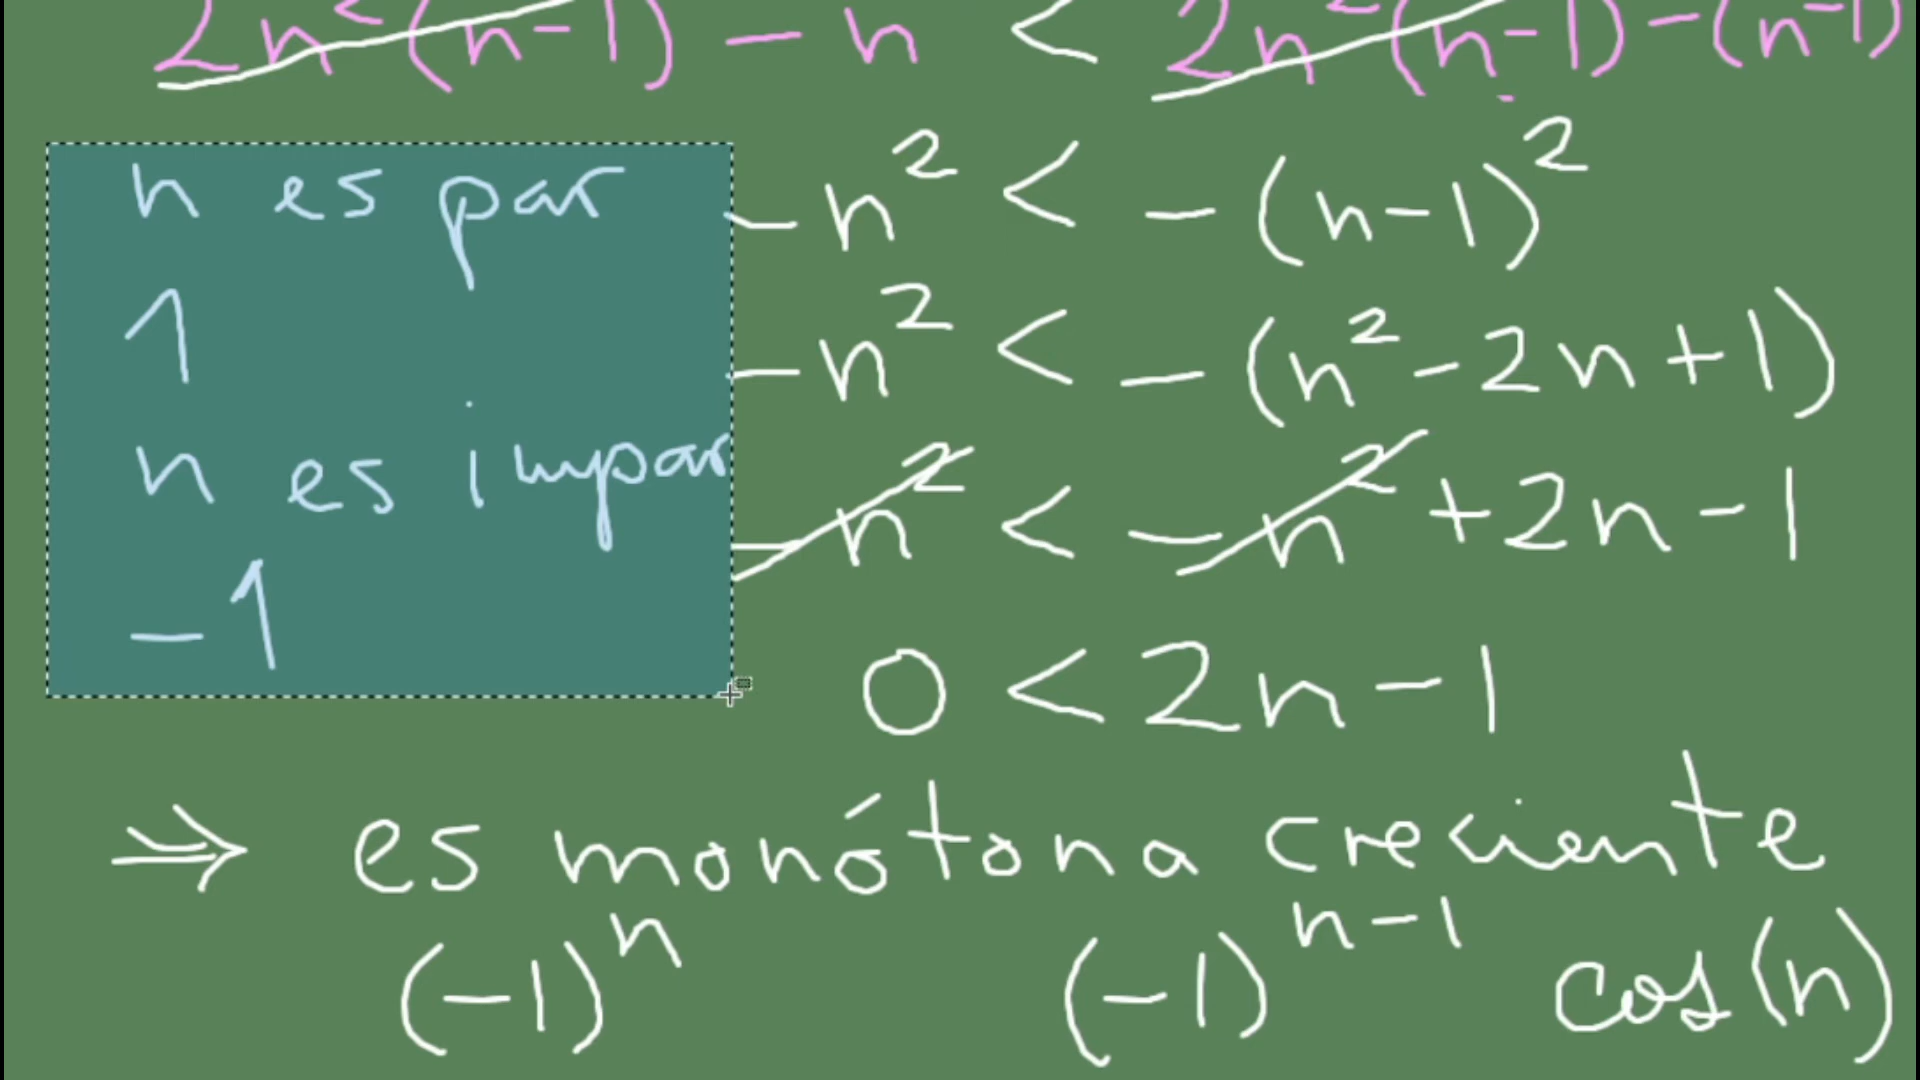 2n²(n-1) - n < 2n²(n-1) - (n-1)
-n² < -(n-1)²
-n² < -(n²-2n+1)
-n² < -n²+2n-1
0 < 2n-1
n es par
1
n es impar
-1
⇒ es monótona creciente
(-1)ⁿ (-1)ⁿ⁻¹ cos(n)